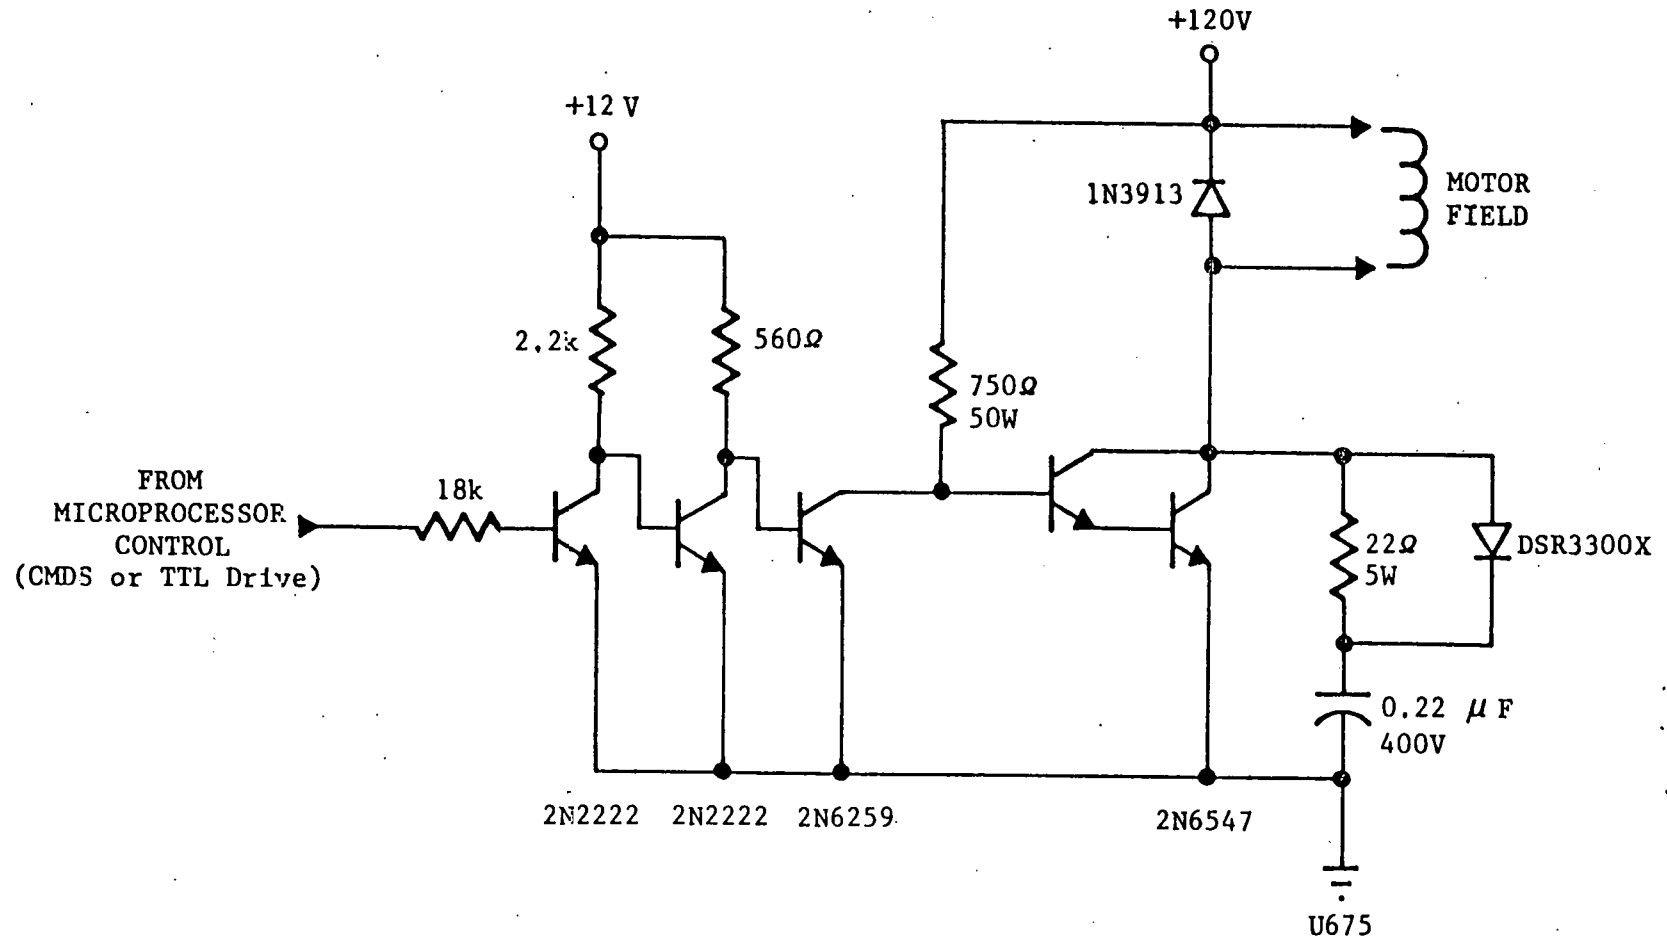 +120V
+12 V
1N3913
MOTOR
FIELD
2.2k
560Ω
750Ω
50W
FROM
MICROPROCESSOR
CONTROL
(CMDS or TTL Drive)
18k
22Ω
5W
DSR3300X
0.22 μF
400V
2N2222
2N2222
2N6259
2N6547
U675